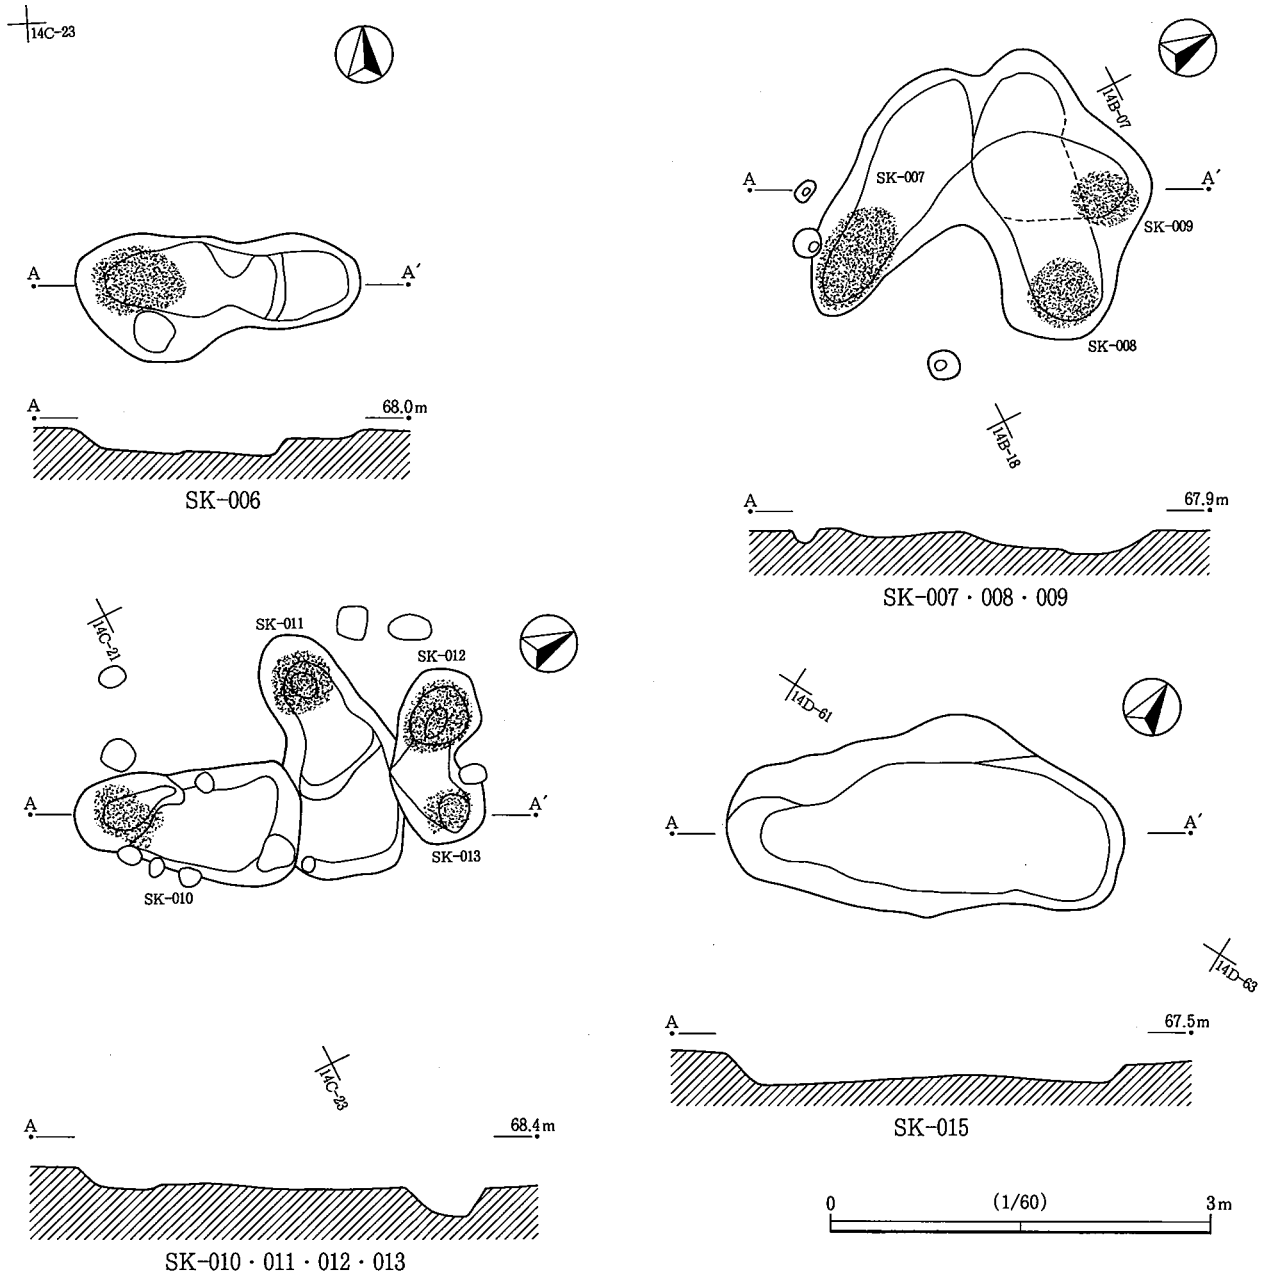 14C-23
A
A′
A
68.0m
SK-006
14B-07
SK-007
A
A′
SK-009
SK-008
14B-18
A
67.9m
SK-007・008・009
14C-21
SK-011
SK-012
A
A′
SK-013
SK-010
14C-23
A
68.4m
SK-010・011・012・013
14D-61
A
A′
14D-63
A
67.5m
SK-015
0 (1/60) 3m